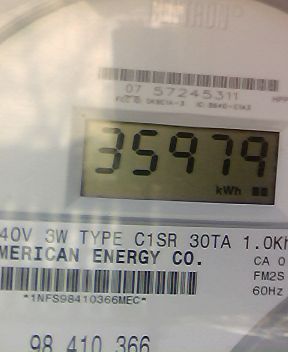 07 57245311
35979
kWh
40V 3W TYPE C1SR 30TA 1.0Kh
MERICAN ENERGY CO.
CA 0
FM2S
60Hz
*1NFS98410366MEC*
98 410 366